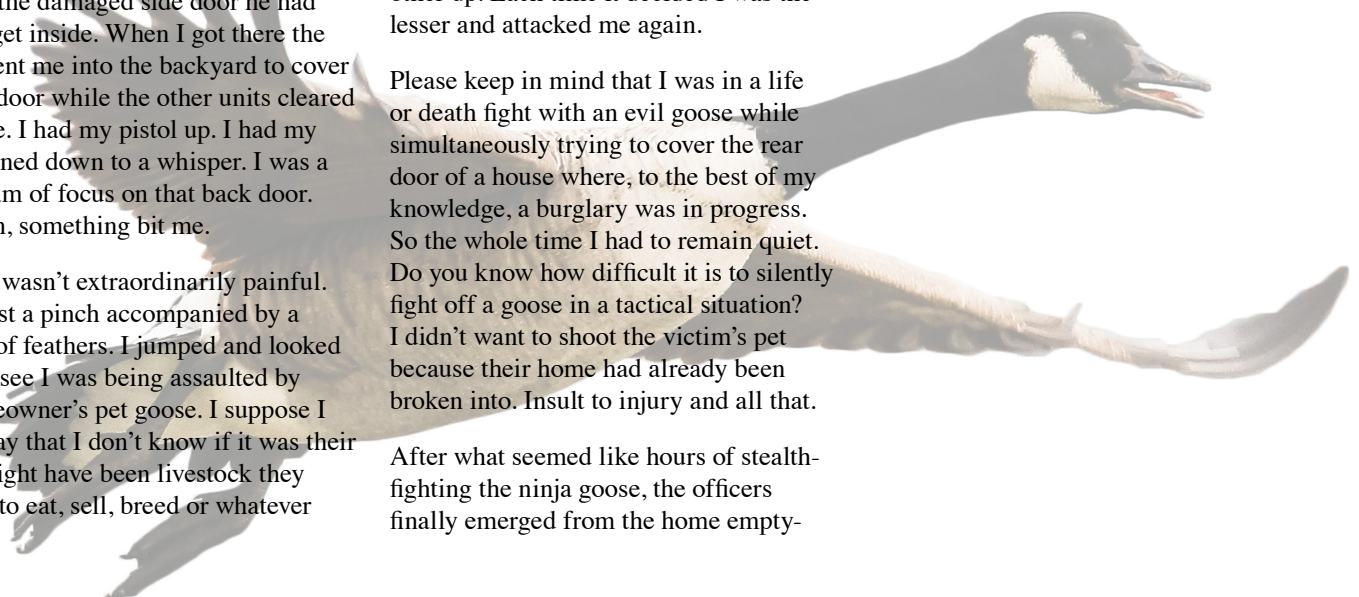 the damaged side door he had
get inside. When I got there the
ent me into the backyard to cover
door while the other units cleared
e. I had my pistol up. I had my
ned down to a whisper. I was a
um of focus on that back door.
n, something bit me.
wasn’t extraordinarily painful.
st a pinch accompanied by a
of feathers. I jumped and looked
see I was being assaulted by
eowner’s pet goose. I suppose I
ay that I don’t know if it was their
ight have been livestock they
to eat, sell, breed or whatever
lesser and attacked me again.
Please keep in mind that I was in a life
or death fight with an evil goose while
simultaneously trying to cover the rear
door of a house where, to the best of my
knowledge, a burglary was in progress.
So the whole time I had to remain quiet.
Do you know how difficult it is to silently
fight off a goose in a tactical situation?
I didn’t want to shoot the victim’s pet
because their home had already been
broken into. Insult to injury and all that.
After what seemed like hours of stealth-
fighting the ninja goose, the officers
finally emerged from the home empty-